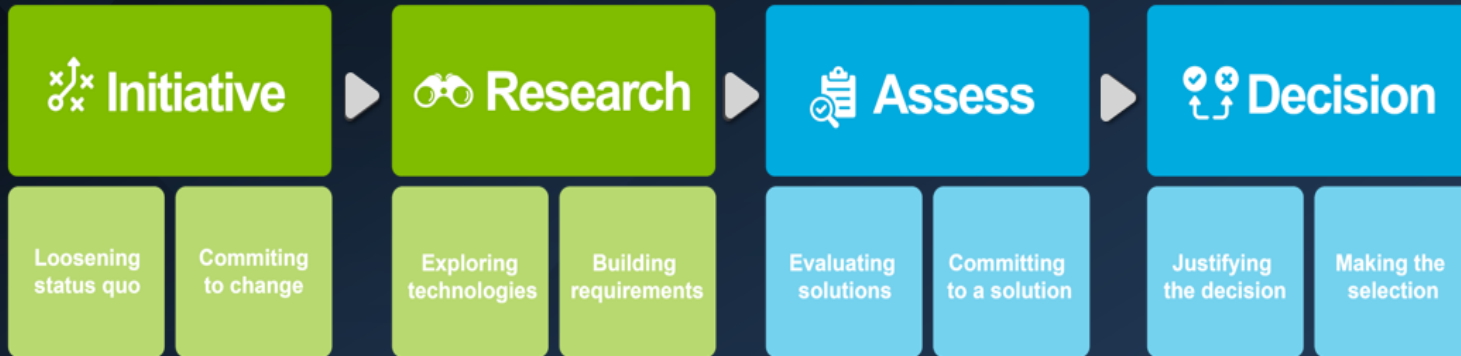 Initiative
Research
Assess
Decision
Loosening
status quo
Commiting
to change
Exploring
technologies
Building
requirements
Evaluating
solutions
Committing
to a solution
Justifying
the decision
Making the
selection